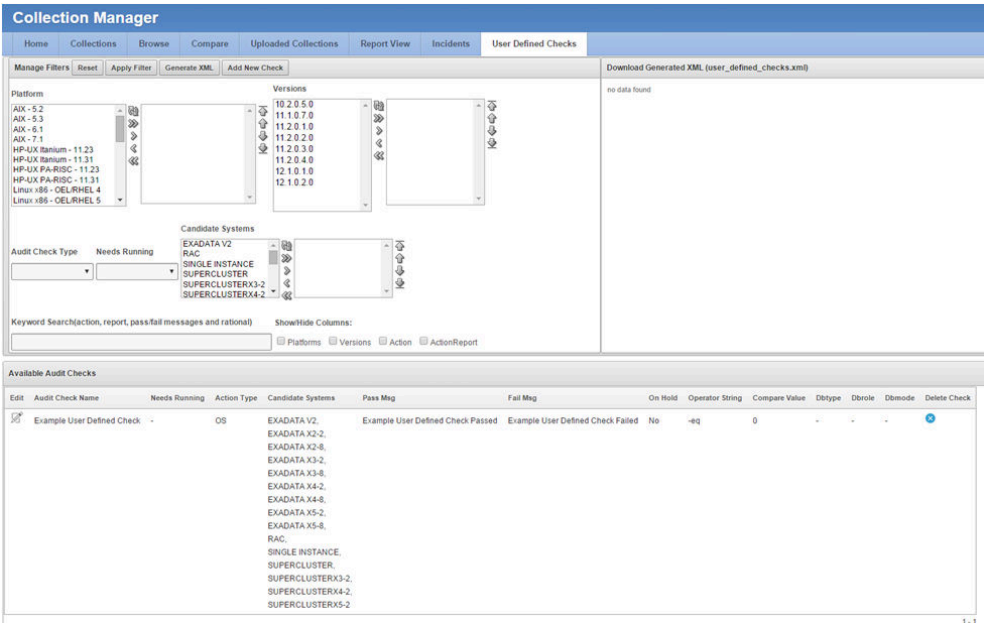 Collection Manager
Home Collections Browse Compare Uploaded Collections Report View Incidents User Defined Checks
Manage Filters Reset Apply Filter Generate XML Add New Check
Download Generated XML (user_defined_checks.xml)
no data found
Platform
AIX - 5.2
AIX - 5.3
AIX - 6.1
AIX - 7.1
HP-UX Itanium - 11.23
HP-UX Itanium - 11.31
HP-UX PA-RISC - 11.23
HP-UX PA-RISC - 11.31
Linux x86 - OEL/RHEL 4
Linux x86 - OEL/RHEL 5
Versions
10.2.0.5.0
11.1.0.7.0
11.2.0.1.0
11.2.0.2.0
11.2.0.3.0
11.2.0.4.0
12.1.0.1.0
12.1.0.2.0
Audit Check Type Needs Running
Candidate Systems
EXADATA V2
RAC
SINGLE INSTANCE
SUPERCLUSTER
SUPERCLUSTERX3-2
SUPERCLUSTERX4-2
Keyword Search(action, report, pass/fail messages and rational)
Show/Hide Columns:
Platforms Versions Action ActionReport
Available Audit Checks
Edit Audit Check Name Needs Running Action Type Candidate Systems Pass Msg Fail Msg On Hold Operator String Compare Value Dbtype Dbrole Dbmode Delete Check
Example User Defined Check - OS EXADATA V2, Example User Defined Check Passed Example User Defined Check Failed No -eq 0 - - -
EXADATA X2-2,
EXADATA X2-8,
EXADATA X3-2,
EXADATA X3-8,
EXADATA X4-2,
EXADATA X4-8,
EXADATA X5-2,
EXADATA X5-8,
RAC,
SINGLE INSTANCE,
SUPERCLUSTER,
SUPERCLUSTERX3-2,
SUPERCLUSTERX4-2,
SUPERCLUSTERX5-2
1 - 1